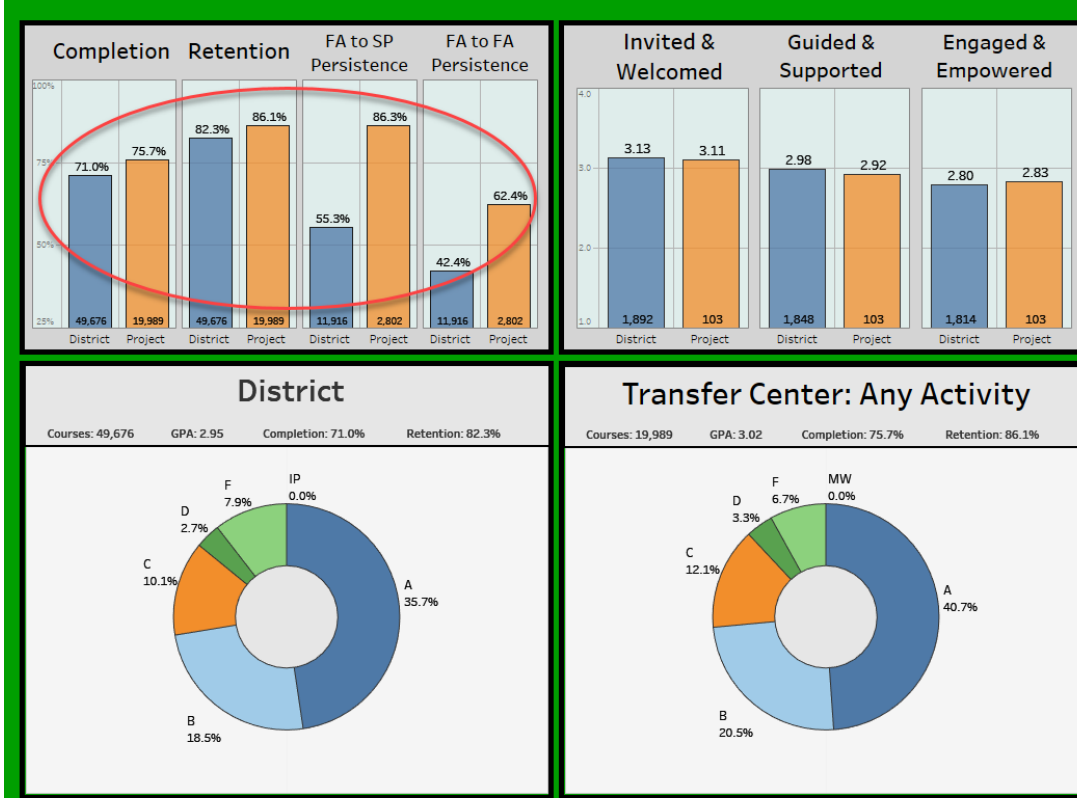 Completion
Retention
FA to SP
Persistence
FA to FA
Persistence
100%
75%
50%
25%
71.0%
75.7%
82.3%
86.1%
55.3%
86.3%
42.4%
62.4%
49,676
19,989
49,676
19,989
11,916
2,802
11,916
2,802
District
Project
District
Project
District
Project
District
Project
Invited &
Welcomed
Guided &
Supported
Engaged &
Empowered
4.0
3.0
2.0
1.0
3.13
3.11
2.98
2.92
2.80
2.83
1,892
103
1,848
103
1,814
103
District
Project
District
Project
District
Project
District
Courses: 49,676 GPA: 2.95 Completion: 71.0% Retention: 82.3%
IP
0.0%
F
7.9%
D
2.7%
C
10.1%
A
35.7%
B
18.5%
Transfer Center: Any Activity
Courses: 19,989 GPA: 3.02 Completion: 75.7% Retention: 86.1%
MW
0.0%
F
6.7%
D
3.3%
C
12.1%
A
40.7%
B
20.5%